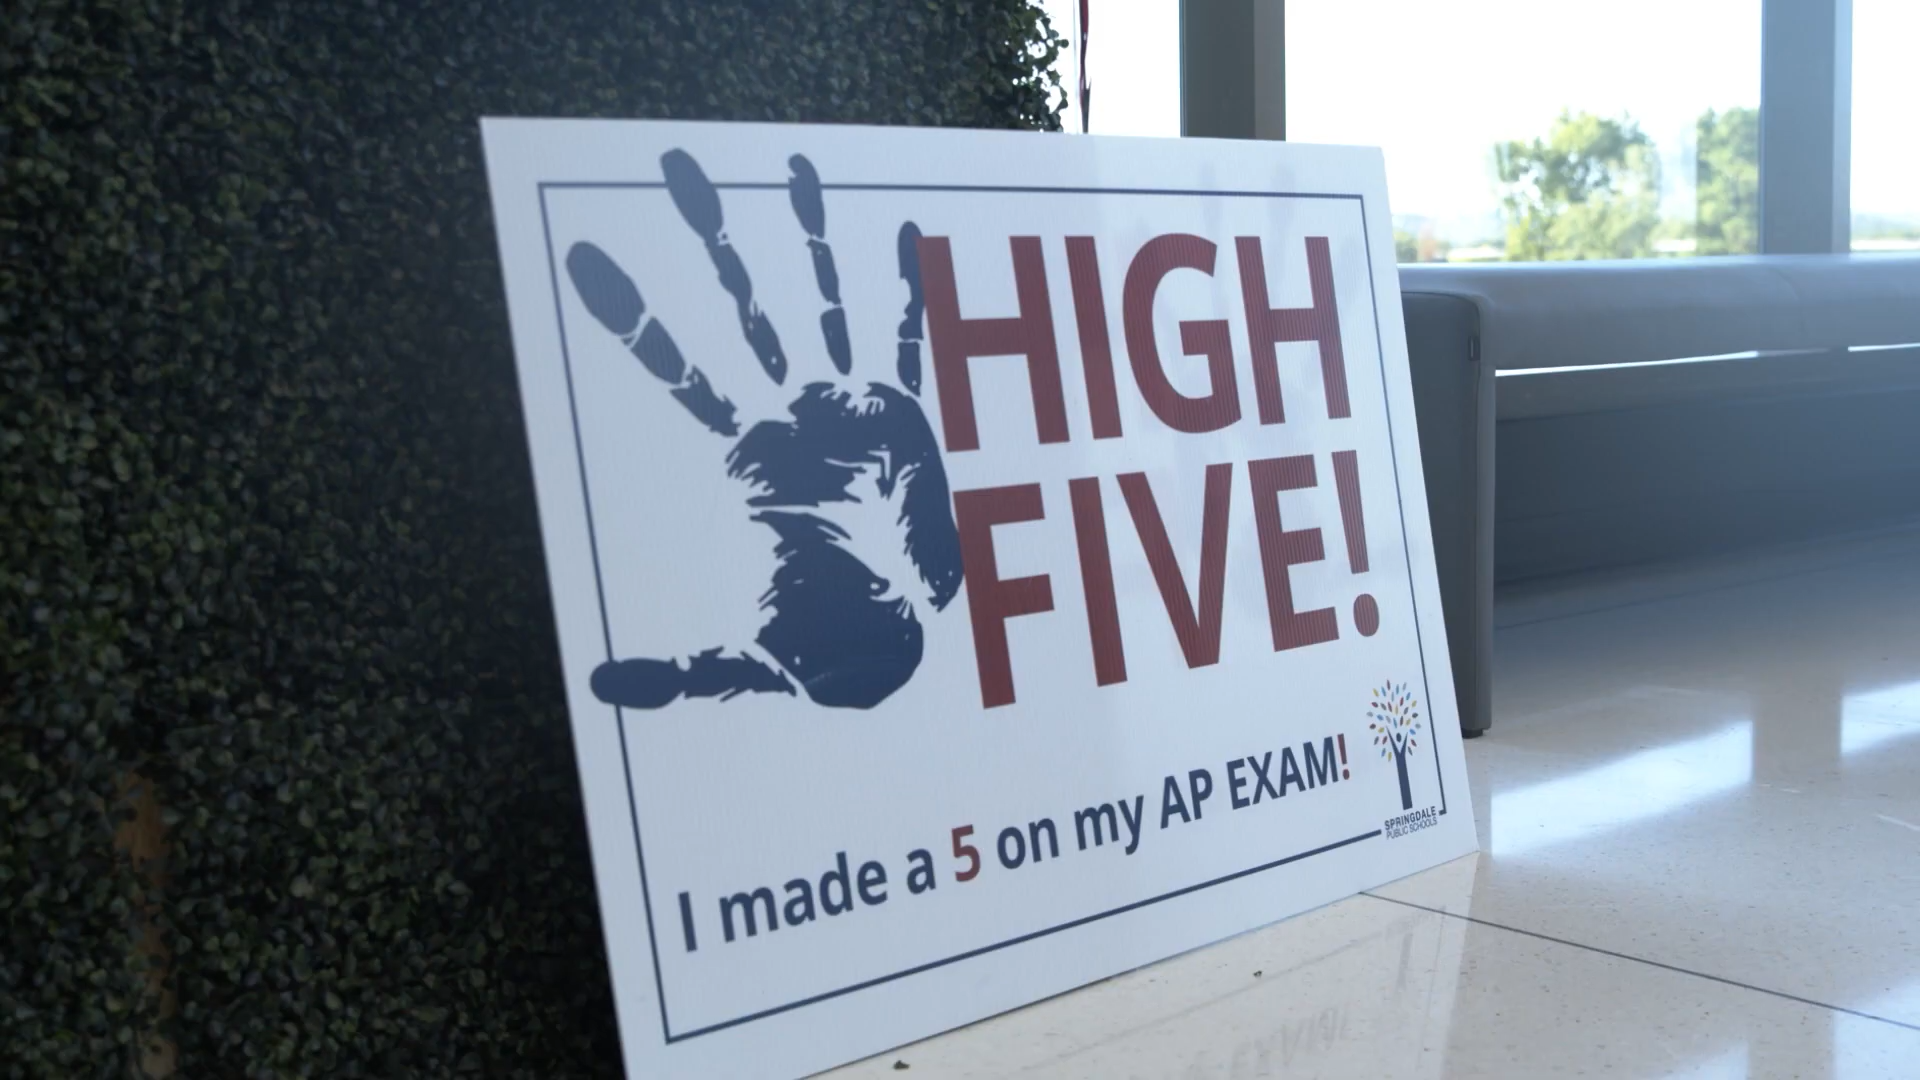 HIGH
FIVE!
I made a 5 on my AP EXAM!
SPRINGDALE
PUBLIC SCHOOLS